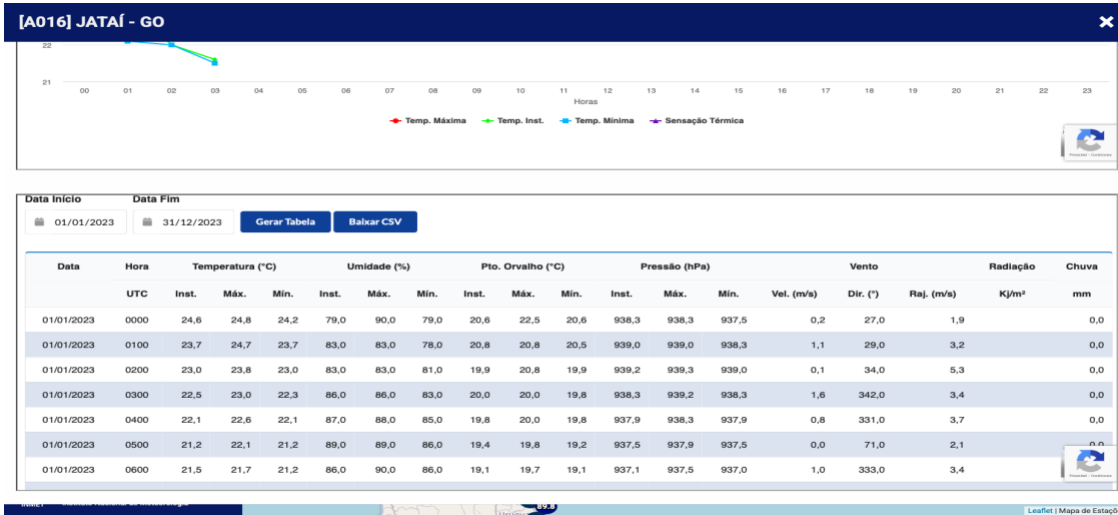 [A016] JATAÍ - GO ×
22
21
00 01 02 03 04 05 06 07 08 09 10 11 12 13 14 15 16 17 18 19 20 21 22 23
Horas
Temp. Máxima Temp. Inst. Temp. Mínima Sensação Térmica
Data Início Data Fim
01/01/2023 31/12/2023 Gerar Tabela Baixar CSV
Data Hora Temperatura (°C) Umidade (%) Pto. Orvalho (°C) Pressão (hPa) Vento Radiação Chuva
UTC Inst. Máx. Mín. Inst. Máx. Mín. Inst. Máx. Mín. Inst. Máx. Mín. Vel. (m/s) Dir. (°) Raj. (m/s) Kj/m² mm
01/01/2023 0000 24,6 24,8 24,2 79,0 90,0 79,0 20,6 22,5 20,6 938,3 938,3 937,5 0,2 27,0 1,9 0,0
01/01/2023 0100 23,7 24,7 23,7 83,0 83,0 78,0 20,8 20,8 20,5 939,0 939,0 938,3 1,1 29,0 3,2 0,0
01/01/2023 0200 23,0 23,8 23,0 83,0 83,0 81,0 19,9 20,8 19,9 939,2 939,3 939,0 0,1 34,0 5,3 0,0
01/01/2023 0300 22,5 23,0 22,3 86,0 86,0 83,0 20,0 20,0 19,8 938,3 939,2 938,3 1,6 342,0 3,4 0,0
01/01/2023 0400 22,1 22,6 22,1 87,0 88,0 85,0 19,8 20,0 19,8 937,9 938,3 937,9 0,8 331,0 3,7 0,0
01/01/2023 0500 21,2 22,1 21,2 89,0 89,0 86,0 19,4 19,8 19,2 937,5 937,9 937,5 0,0 71,0 2,1 0,0
01/01/2023 0600 21,5 21,7 21,2 86,0 90,0 86,0 19,1 19,7 19,1 937,1 937,5 937,0 1,0 333,0 3,4
89.8 Leaflet | Mapa de Estaçõ